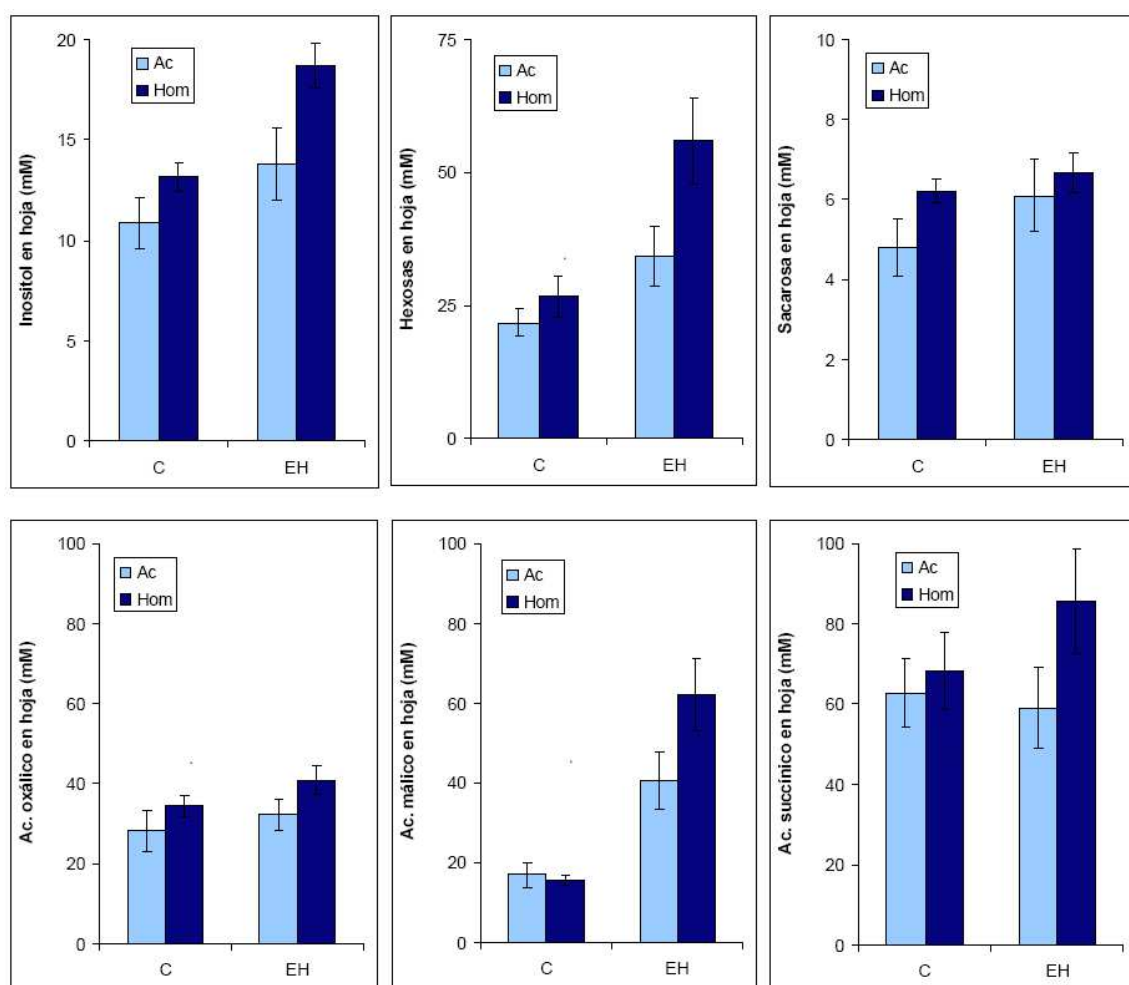 Inositol en hoja (mM)
20
15
10
5
0
Ac
Hom
C
EH
Hexosas en hoja (mM)
75
50
25
0
Ac
Hom
C
EH
Sacarosa en hoja (mM)
10
8
6
4
2
0
Ac
Hom
C
EH
Ac. oxálico en hoja (mM)
100
80
60
40
20
0
Ac
Hom
C
EH
Ac. málico en hoja (mM)
100
80
60
40
20
0
Ac
Hom
C
EH
Ac. succínico en hoja (mM)
100
80
60
40
20
0
Ac
Hom
C
EH